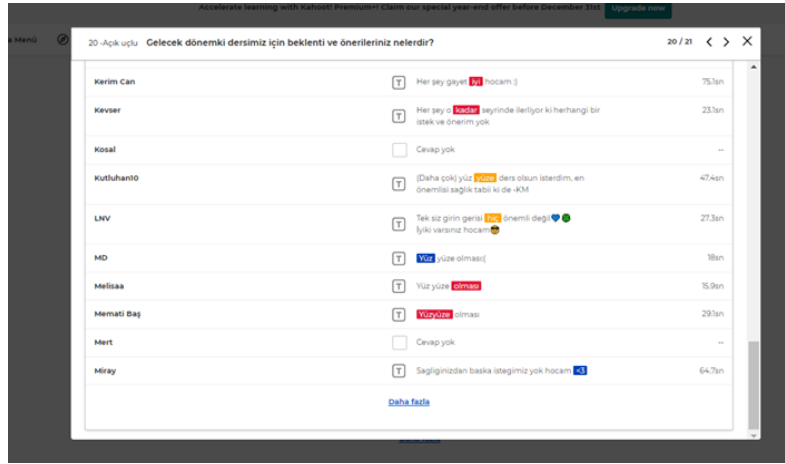 Accelerate learning with Kahoot! Premium+! Claim our special year-end offer before December 31st Upgrade now
a Menü
20 -Açık uçlu Gelecek dönemki dersimiz için beklenti ve önerileriniz nelerdir? 20 / 21
Kerim Can T Her şey gayet iyi hocam :) 75.1sn
Kevser T Her şey o kadar seyrinde ilerliyor ki herhangi bir
istek ve önerim yok 23.1sn
Kosal Cevap yok --
Kutluhan10 T (Daha çok) yüz yüze ders olsun isterdim, en
önemlisi sağlık tabii ki de -KM 47.4sn
LNV T Tek siz girin gerisi hiç önemli değil💙
İyiki varsınız hocam😎 27.3sn
MD T Yüz yüze olması:( 18sn
Melisaa T Yüz yüze olması 15.9sn
Memati Baş T Yüzyüze olması 29.1sn
Mert Cevap yok --
Miray T Sagliginizdan baska istegimiz yok hocam <3 64.7sn
Daha fazla